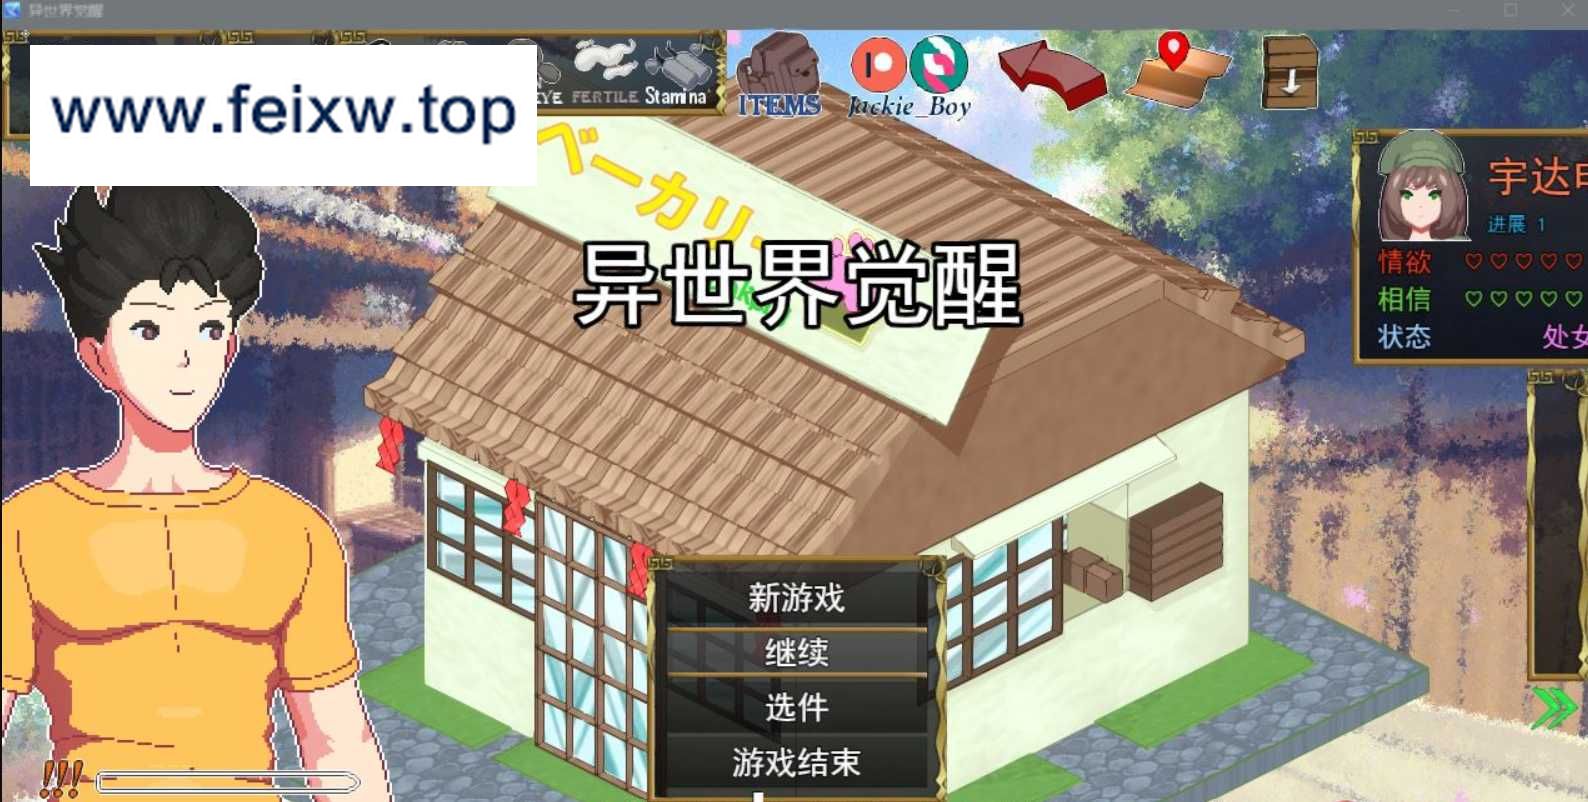 异世界觉醒
www.feixw.top
FERTILE
Stamina
ITEMS
Jackie_Boy
ベーカリー
宇达
进展 1
情欲
相信
状态
处女
异世界觉醒
新游戏
继续
选件
游戏结束
!!!